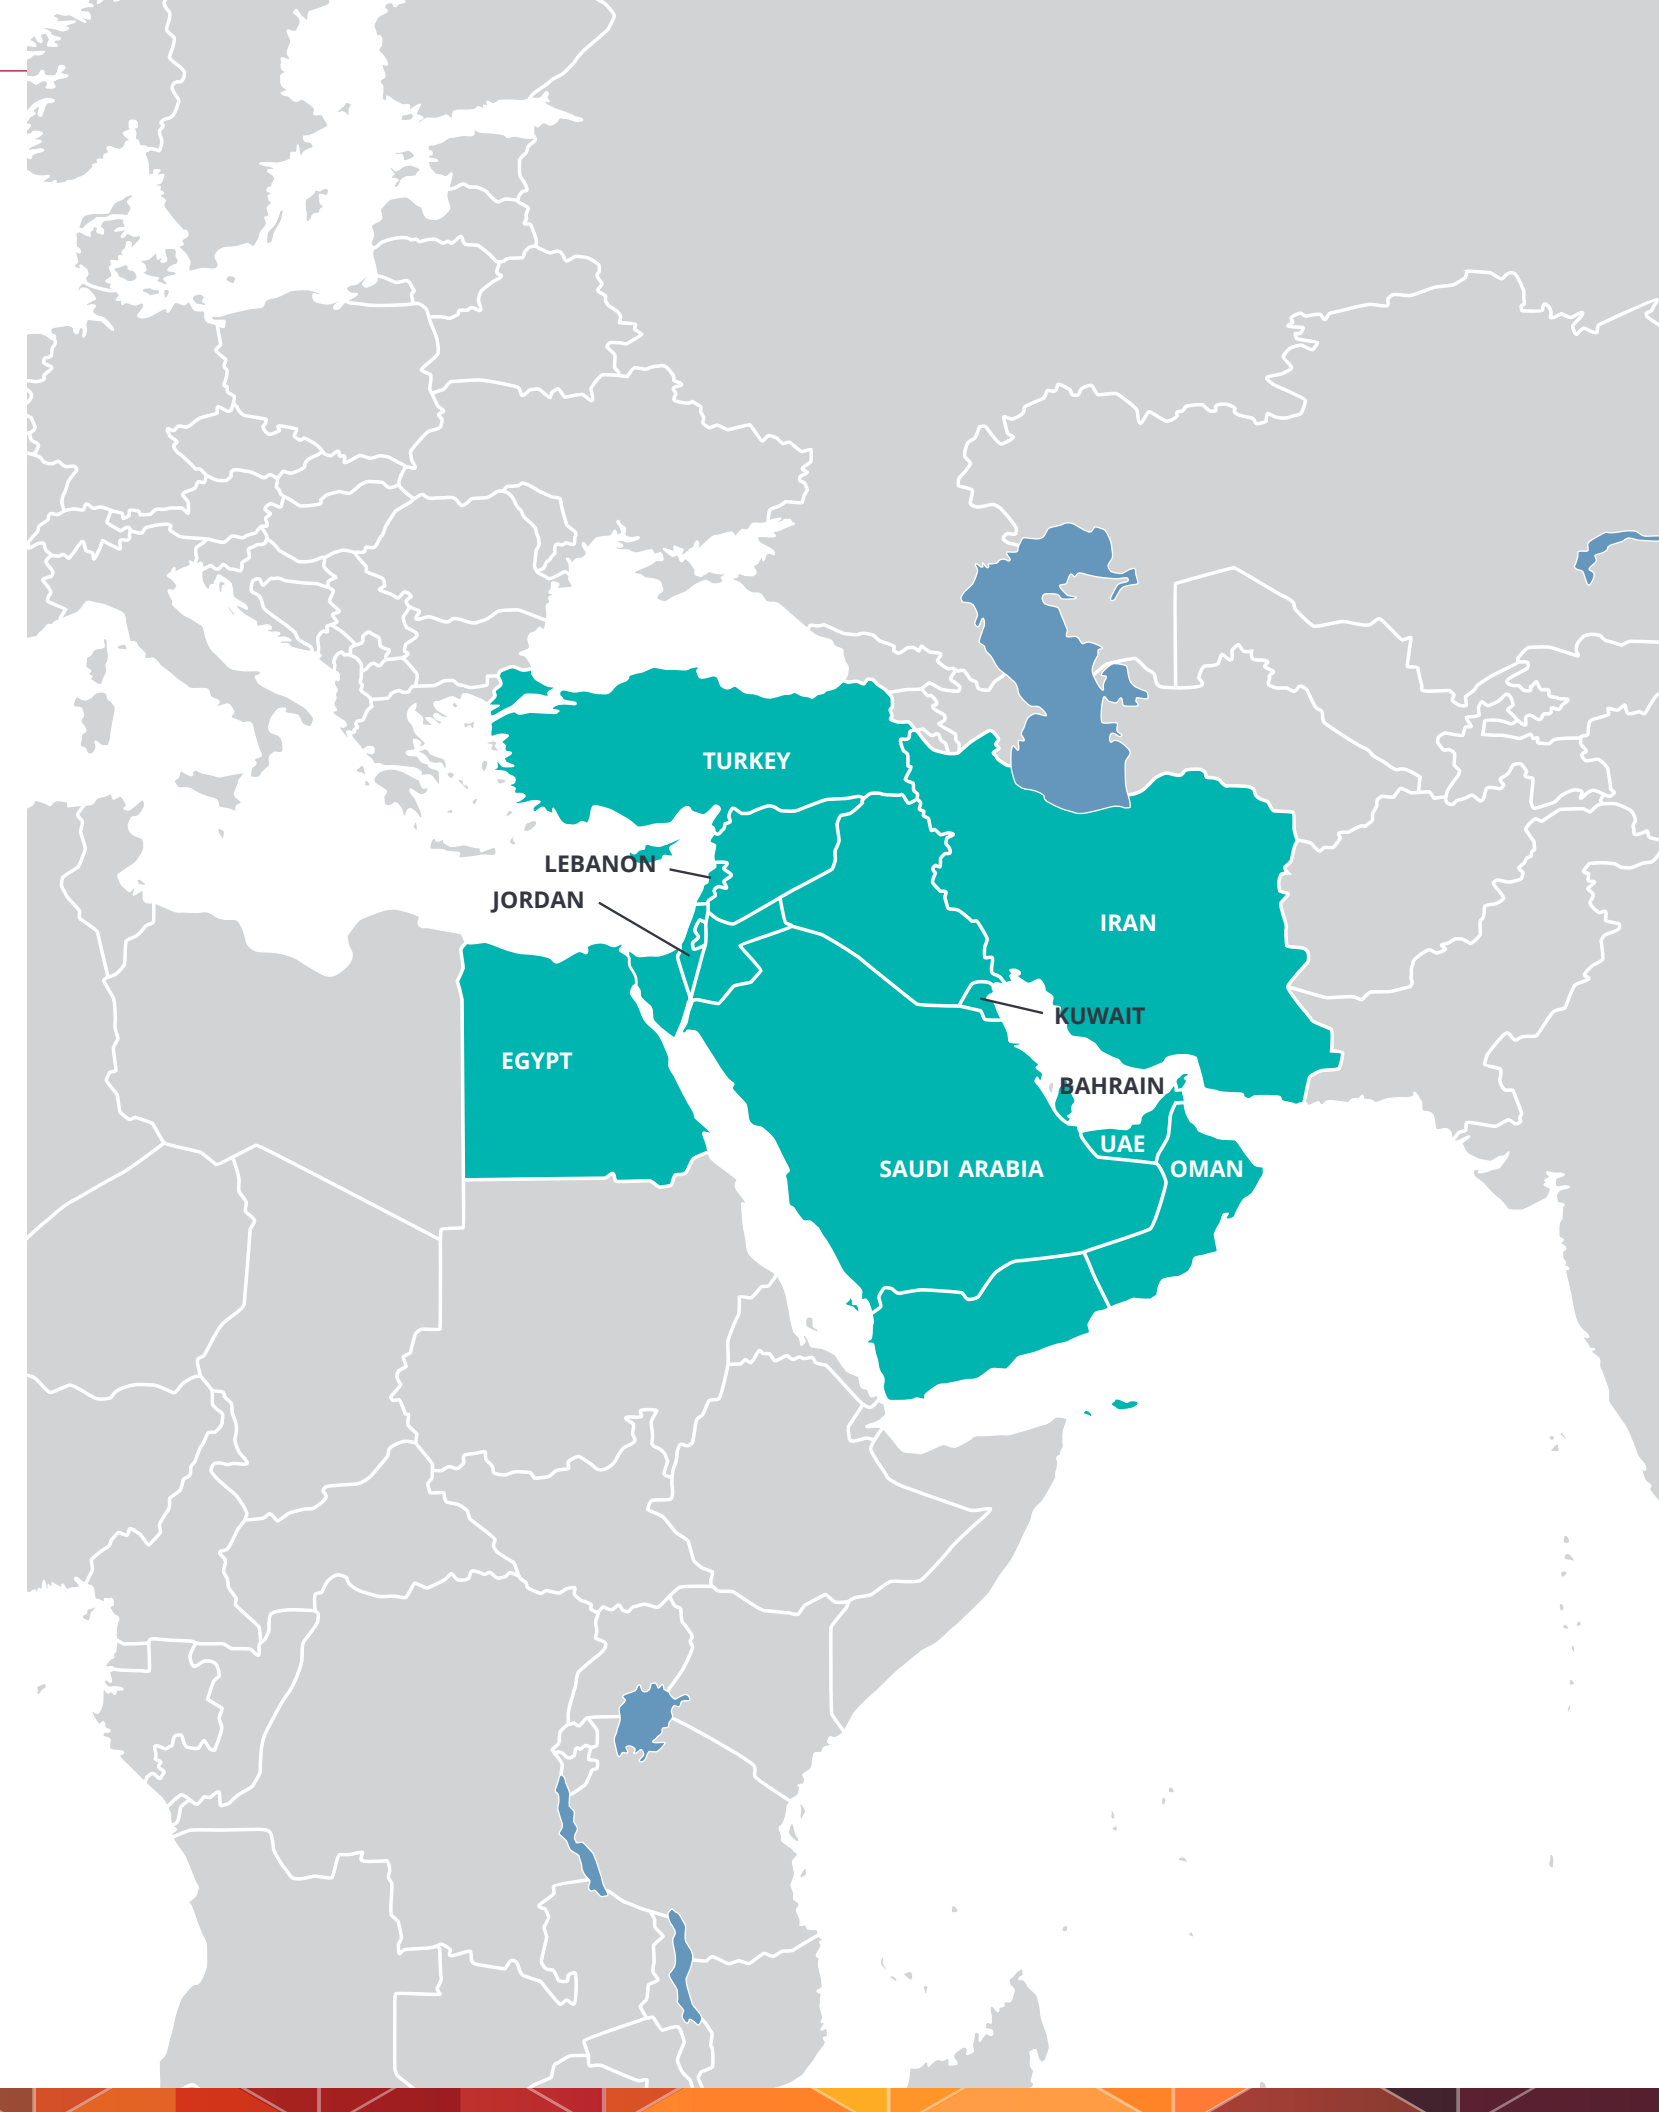 TURKEY
LEBANON
JORDAN
IRAN
KUWAIT
EGYPT
BAHRAIN
UAE
SAUDI ARABIA
OMAN